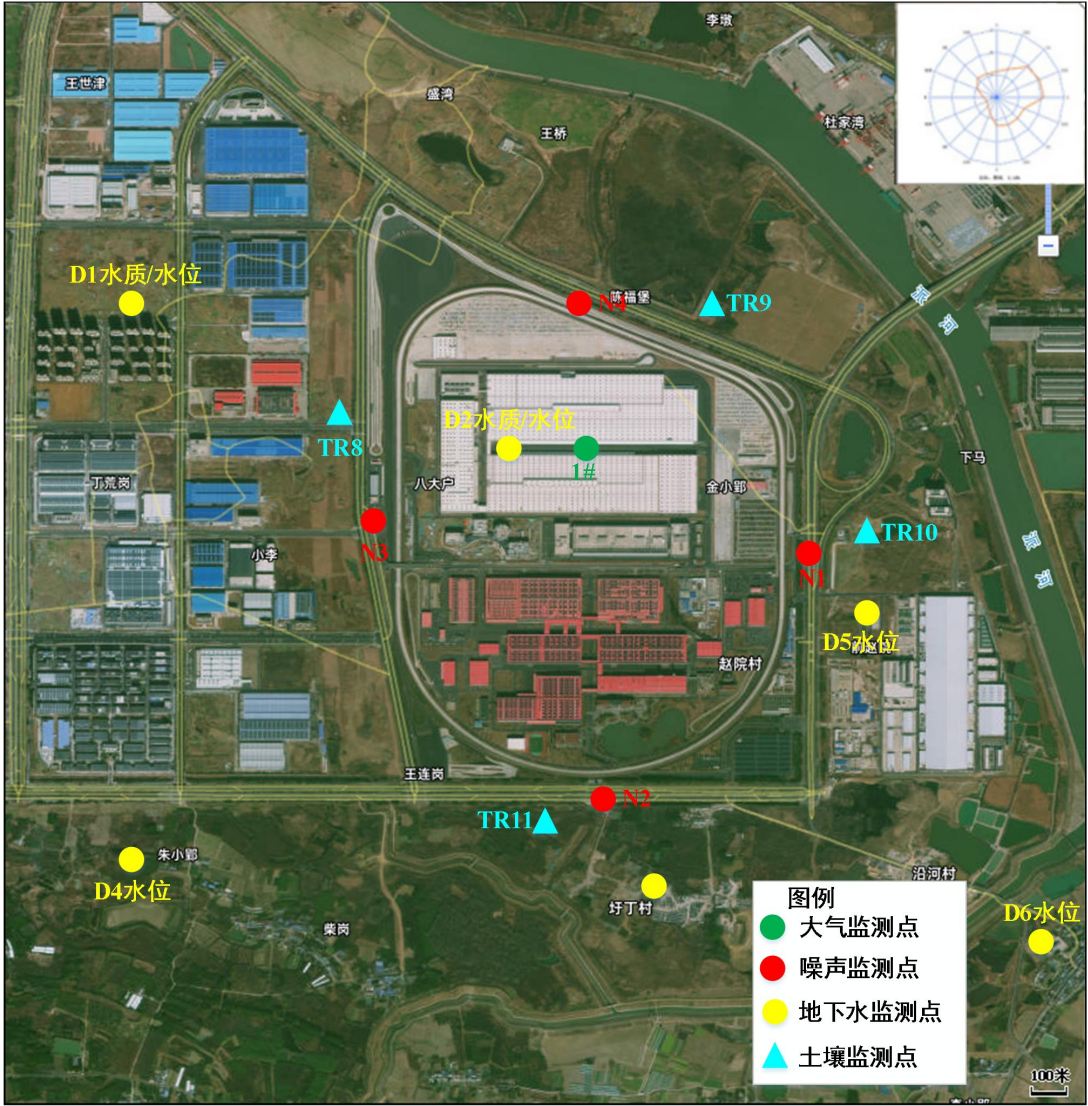 李墩
王世津
盛湾
王桥
杜家湾
D1水质/水位
陈福堡
N4
TR9
派
河
D2水质/水位
TR8
1#
下马
丁荒岗
八大户
金小郢
N3
小李
N1
TR10
派
河
D5水位
赵院村
王连岗
N2
TR11
朱小郢
D4水位
沿河村
圩丁村
柴岗
D6水位
图例
大气监测点
噪声监测点
地下水监测点
土壤监测点
100米